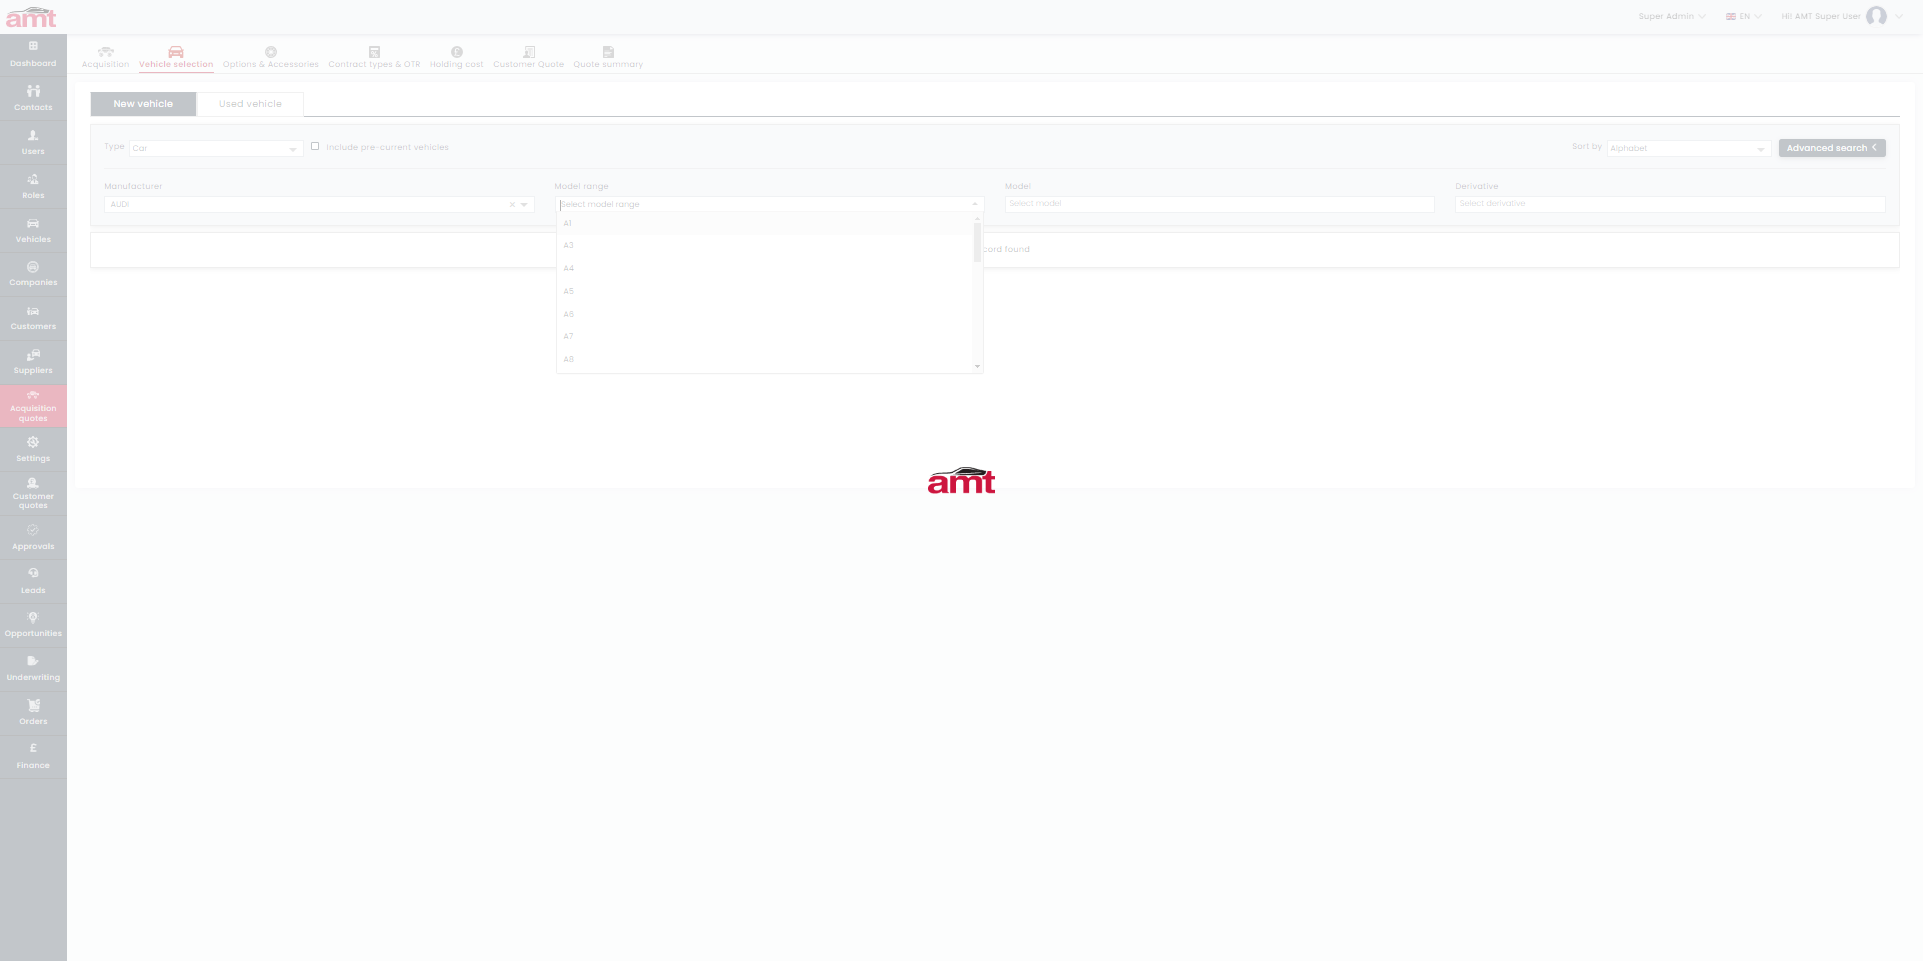 amt
Super Admin
EN
Hi! AMT Super User
Dashboard
Contacts
Users
Roles
Vehicles
Companies
Customers
Suppliers
Acquisition
quotes
Settings
Customer
quotes
Approvals
Leads
Opportunities
Underwriting
Orders
Finance
Acquisition
Vehicle selection
Options & Accessories
Contract types & OTR
Holding cost
Customer Quote
Quote summary
New vehicle
Used vehicle
Type
Car
Include pre-current vehicles
Sort by
Alphabet
Advanced search
Manufacturer
Model range
Model
Derivative
AUDI
Select model range
Select model
Select derivative
A1
A3
A4
A5
A6
A7
A8
cord found
amt